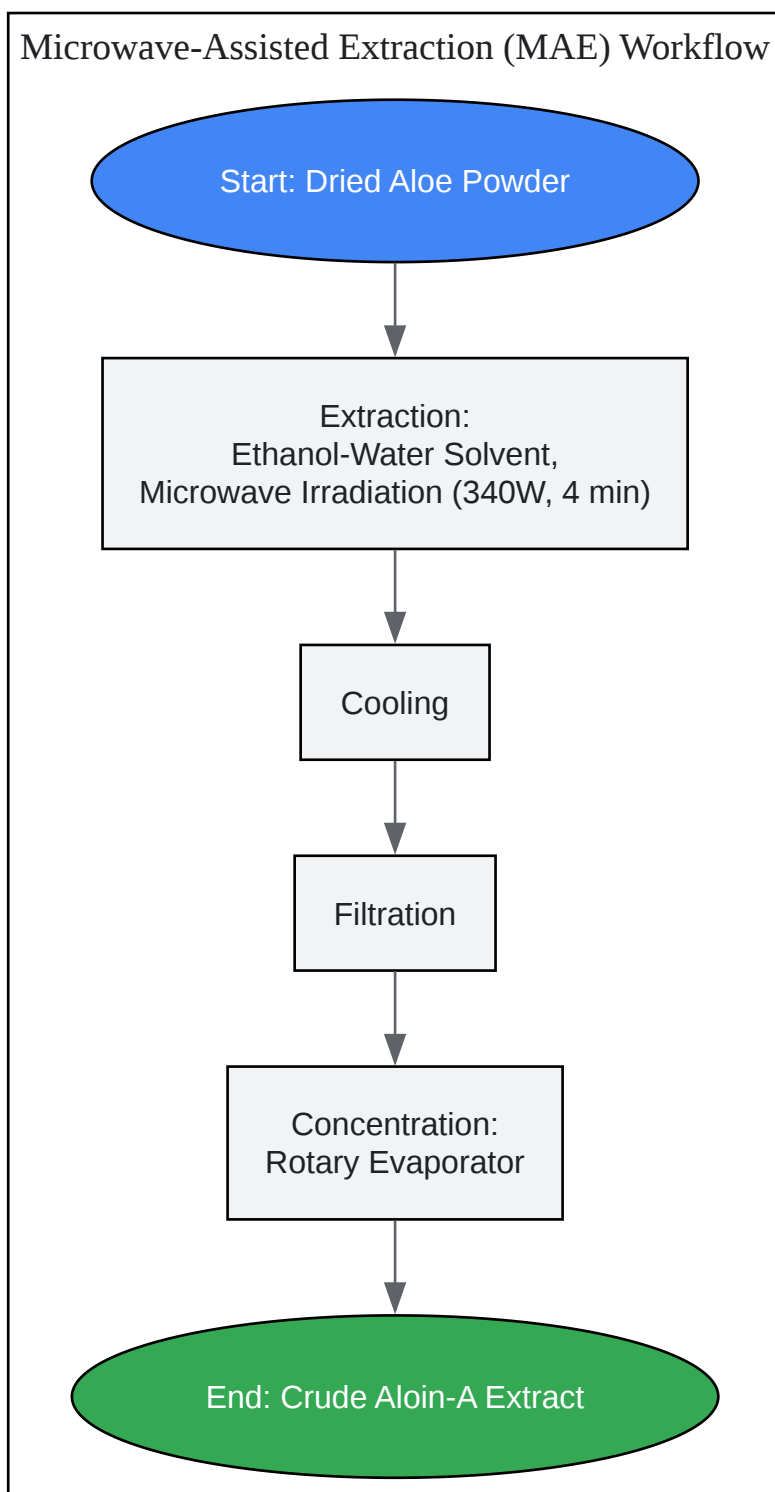 Microwave-Assisted Extraction (MAE) Workflow
Start: Dried Aloe Powder
Extraction:
Ethanol-Water Solvent,
Microwave Irradiation (340W, 4 min)
Cooling
Filtration
Concentration:
Rotary Evaporator
End: Crude Aloin-A Extract